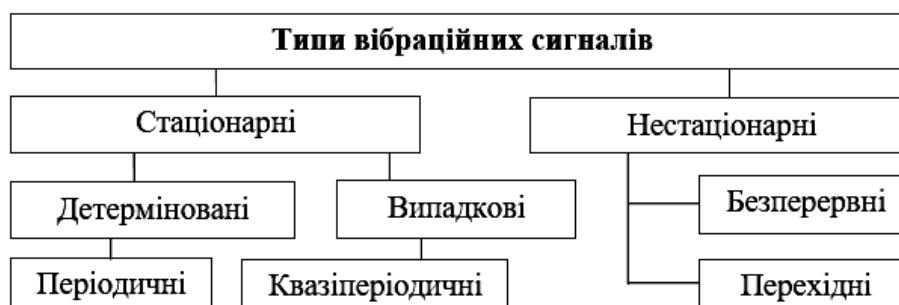 Типи вібраційних сигналів
Стаціонарні
Нестаціонарні
Детерміновані
Випадкові
Безперервні
Періодичні
Квазіперіодичні
Перехідні